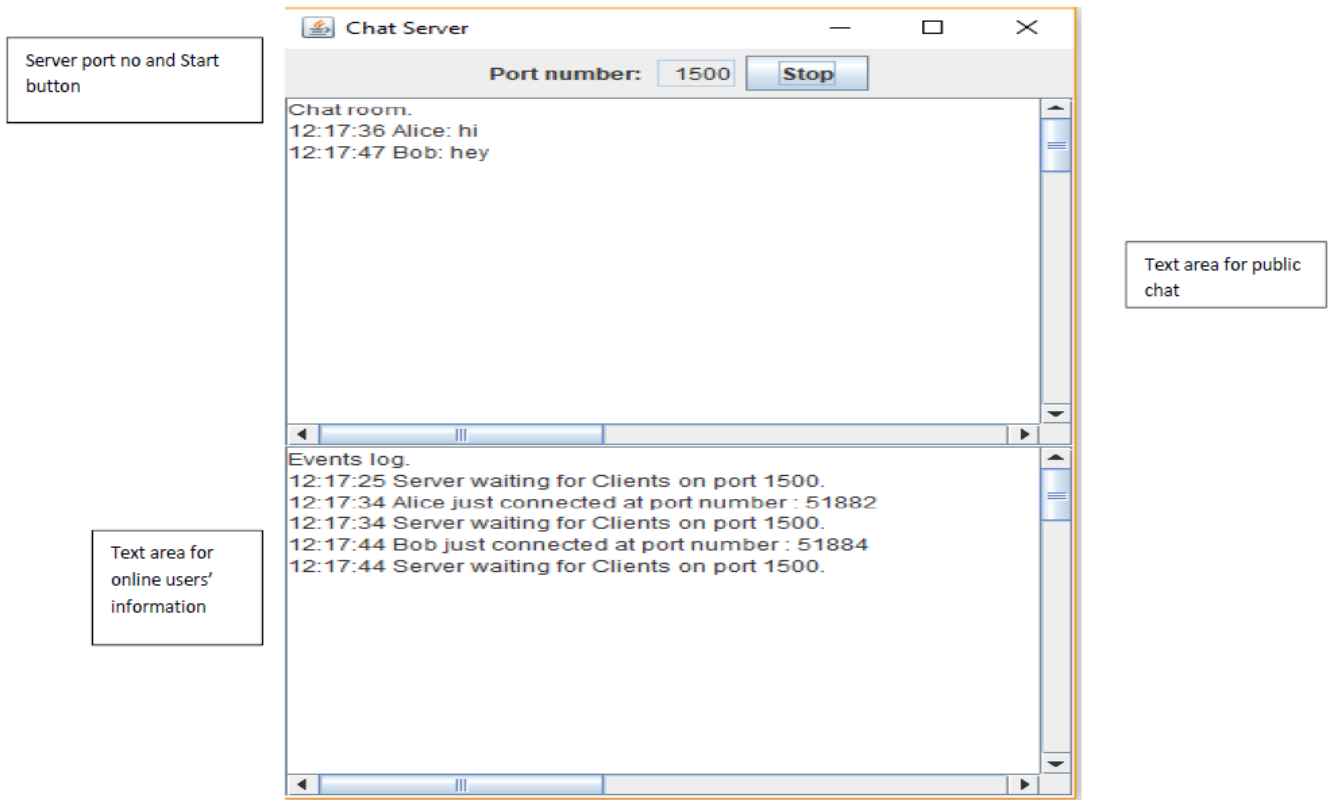 Chat Server
Server port no and Start
button
Port number: 1500 Stop
Chat room.
12:17:36 Alice: hi
12:17:47 Bob: hey
Text area for public
chat
Events log.
12:17:25 Server waiting for Clients on port 1500.
12:17:34 Alice just connected at port number : 51882
12:17:34 Server waiting for Clients on port 1500.
12:17:44 Bob just connected at port number : 51884
12:17:44 Server waiting for Clients on port 1500.
Text area for
online users’
information